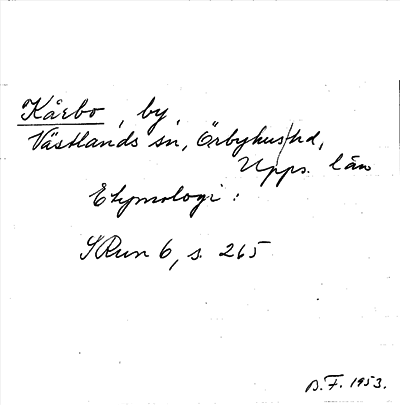 Kårbo, by,
Västlands sn, Örbyhus hd,
Upps. län
Etymologi:
SRun 6, s. 265
B.F. 1953.